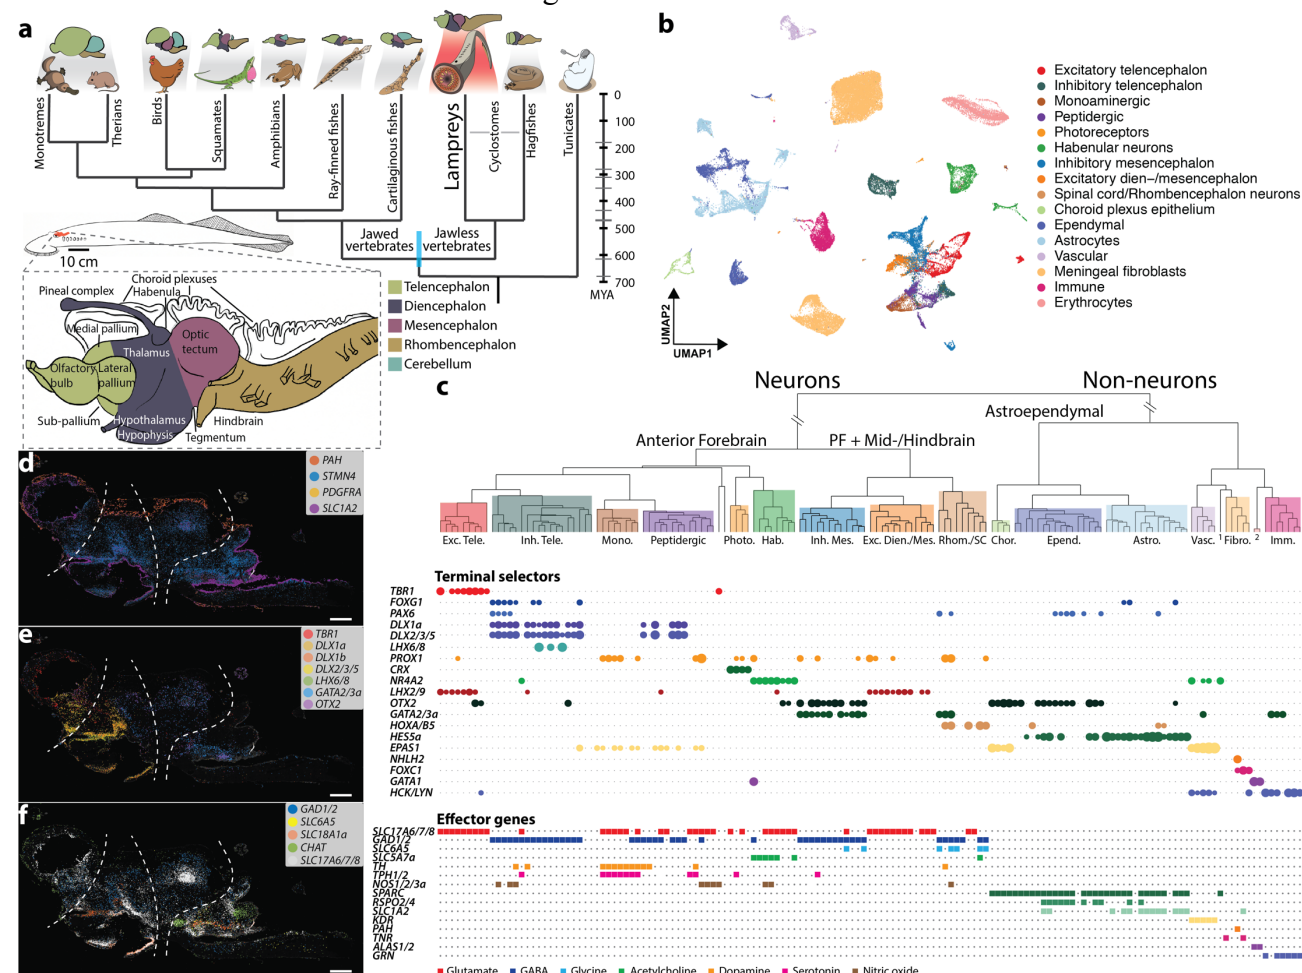 a
Monotremes
Therians
Birds
Squamates
Amphibians
Ray-finned fishes
Cartilaginous fishes
Lampreys
Cyclostomes
Hagfishes
Tunicates
0
100
200
300
400
500
600
700
MYA
Jawed vertebrates
Jawless vertebrates
10 cm
Choroid plexuses
Pineal complex
Habenula
Medial pallium
Optic tectum
Thalamus
Olfactory bulb
Lateral pallium
Sub-pallium
Hypothalamus
Hypophysis
Hindbrain
Tegmentum
Telencephalon
Diencephalon
Mesencephalon
Rhombencephalon
Cerebellum
b
UMAP2
UMAP1
Excitatory telencephalon
Inhibitory telencephalon
Monoaminergic
Peptidergic
Photoreceptors
Habenular neurons
Inhibitory mesencephalon
Excitatory dien-/mesencephalon
Spinal cord/Rhombencephalon neurons
Choroid plexus epithelium
Ependymal
Astrocytes
Vascular
Meningeal fibroblasts
Immune
Erythrocytes
c
Neurons
Non-neurons
Astroependymal
Anterior Forebrain
PF + Mid-/Hindbrain
Exc. Tele.
Inh. Tele.
Mono.
Peptidergic
Photo.
Hab.
Inh. Mes.
Exc. Dien./Mes.
Rhom./SC
Chor.
Epend.
Astro.
Vasc.
1
Fibro.
2
Imm.
Terminal selectors
TBR1
FOXG1
PAX6
DLX1a
DLX2/3/5
LHX6/8
PROX1
CRX
NR4A2
LHX2/9
OTX2
GATA2/3a
HOXA/B5
HES5a
EPAS1
NHLH2
FOXC1
GATA1
HCK/LYN
Effector genes
SLC17A6/7/8
GAD1/2
SLC6A5
SLC5A7a
TH
TPH1/2
NOS1/2/3a
SPARC
RSPO2/4
SLC1A2
KDR
PAH
TNR
ALAS1/2
GRN
Glutamate
GABA
Glycine
Acetylcholine
Dopamine
Serotonin
Nitric oxide
d
PAH
STMN4
PDGFRA
SLC1A2
e
TBR1
DLX1a
DLX1b
DLX2/3/5
LHX6/8
GATA2/3a
OTX2
f
GAD1/2
SLC6A5
SLC18A1a
CHAT
SLC17A6/7/8